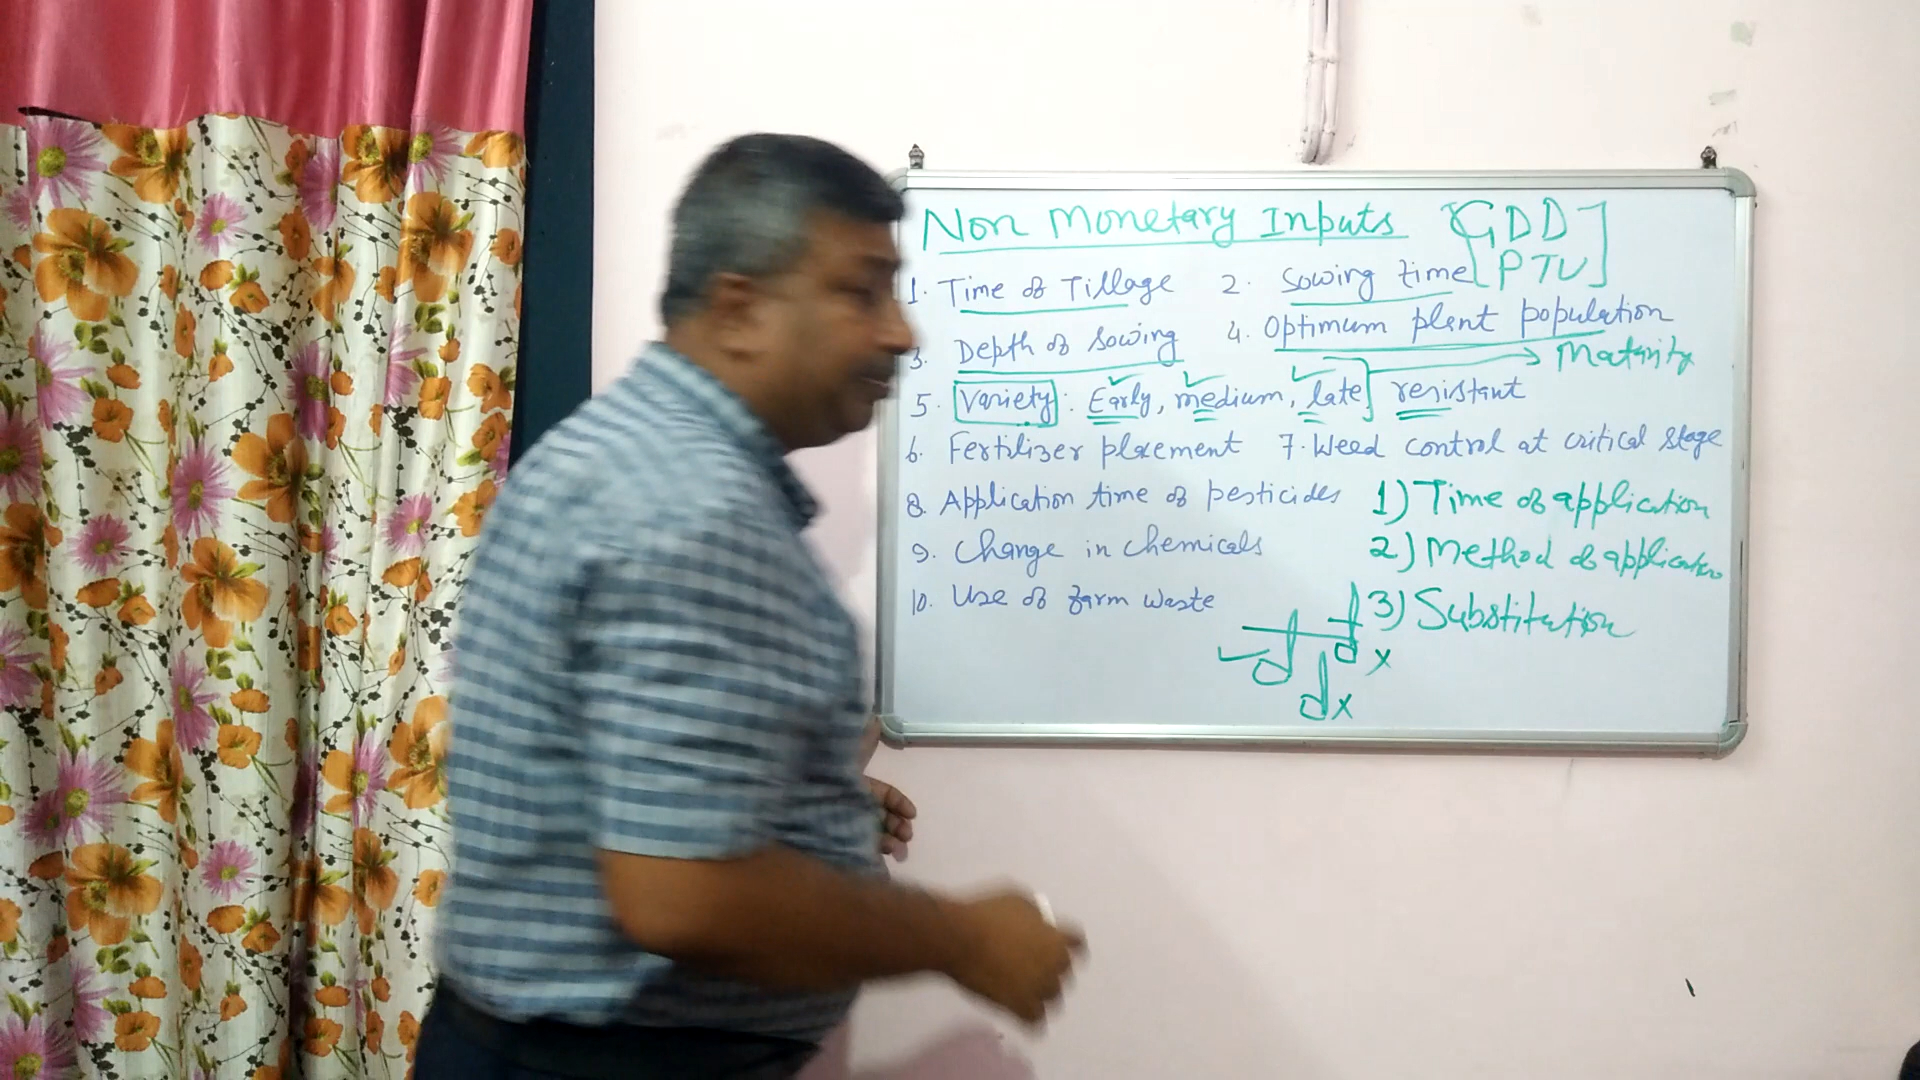 Non Monetary Inputs [GDD]
[PTU]
1. Time of Tillage 2. Sowing time
3. Depth of Sowing 4. Optimum plant population
→ Maturity
5. Variety: Early, medium, late] resistant
6. Fertilizer placement 7. Weed control at critical stage
8. Application time of pesticides 1) Time of application
9. Change in chemicals 2) Method of application
10. Use of farm waste 3) Substitution
d d x
d x